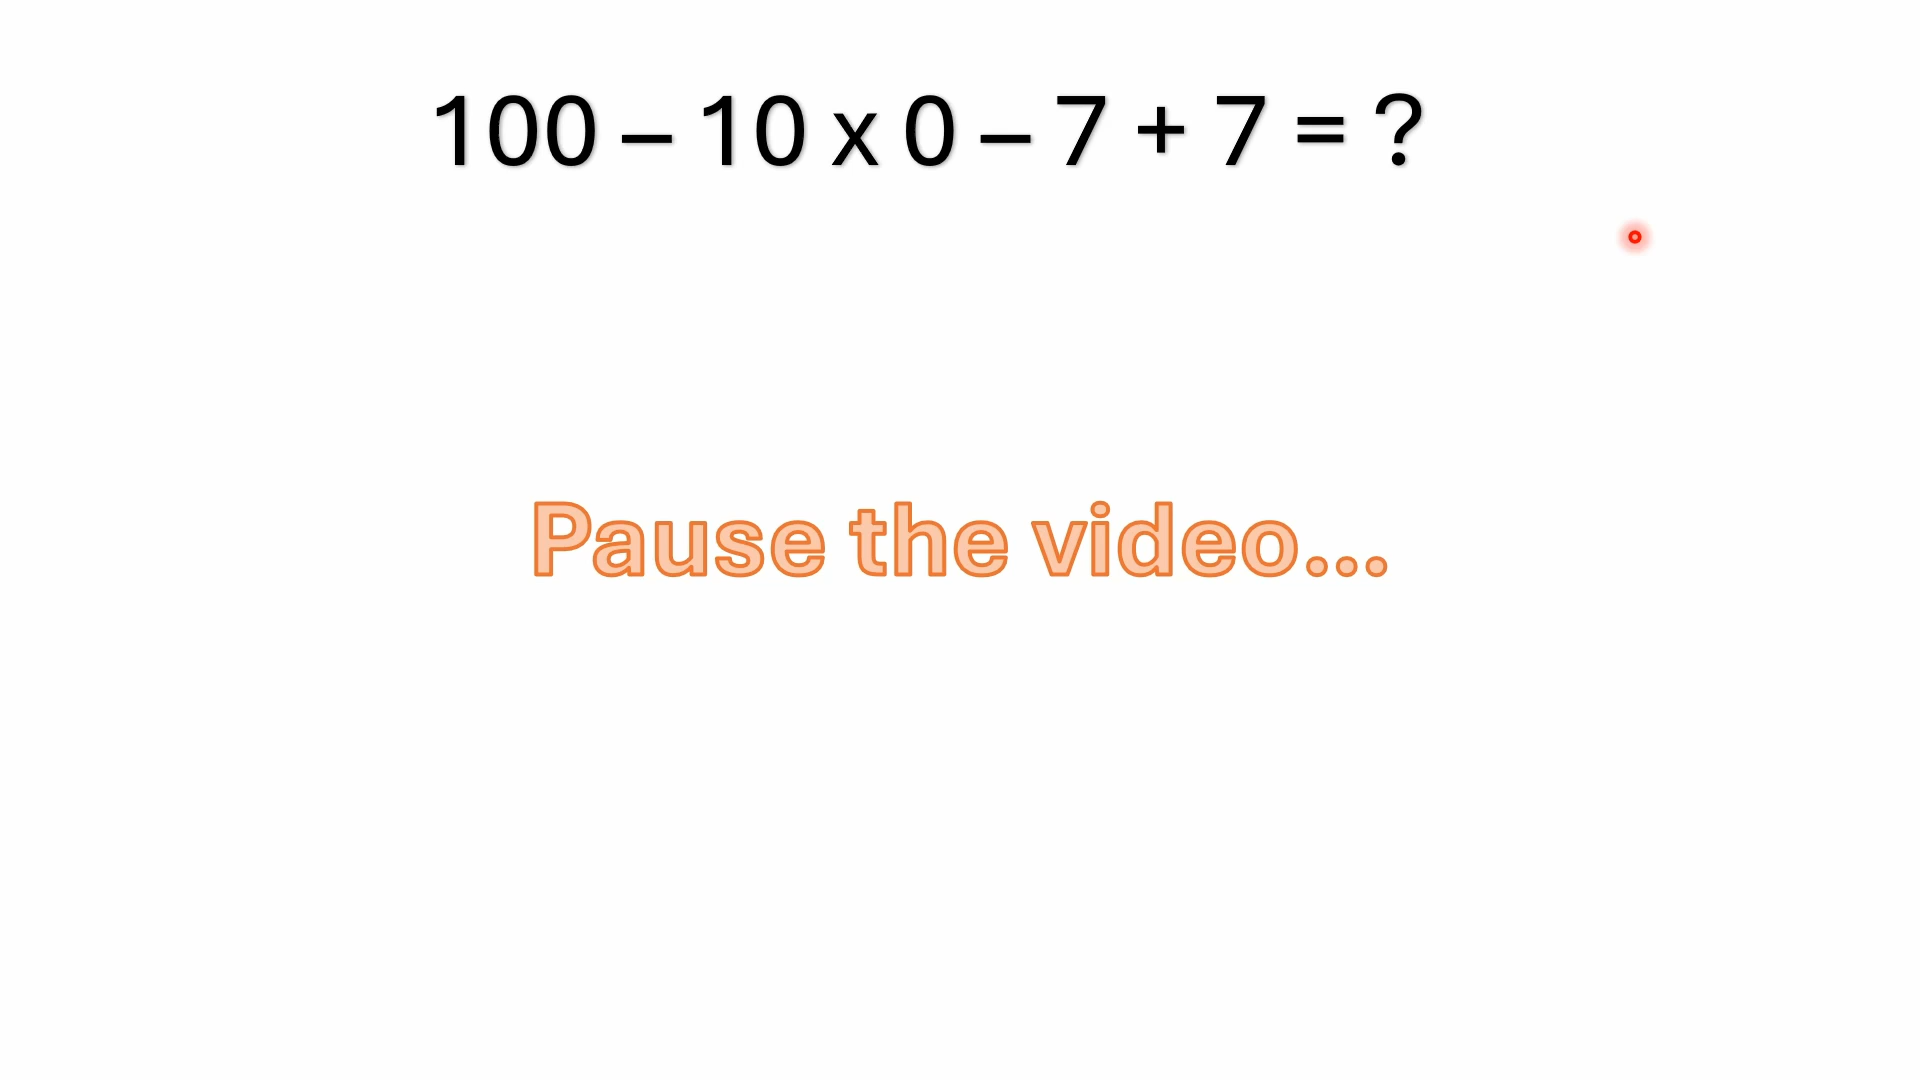 100 – 10 x 0 – 7 + 7 = ?
Pause the video...